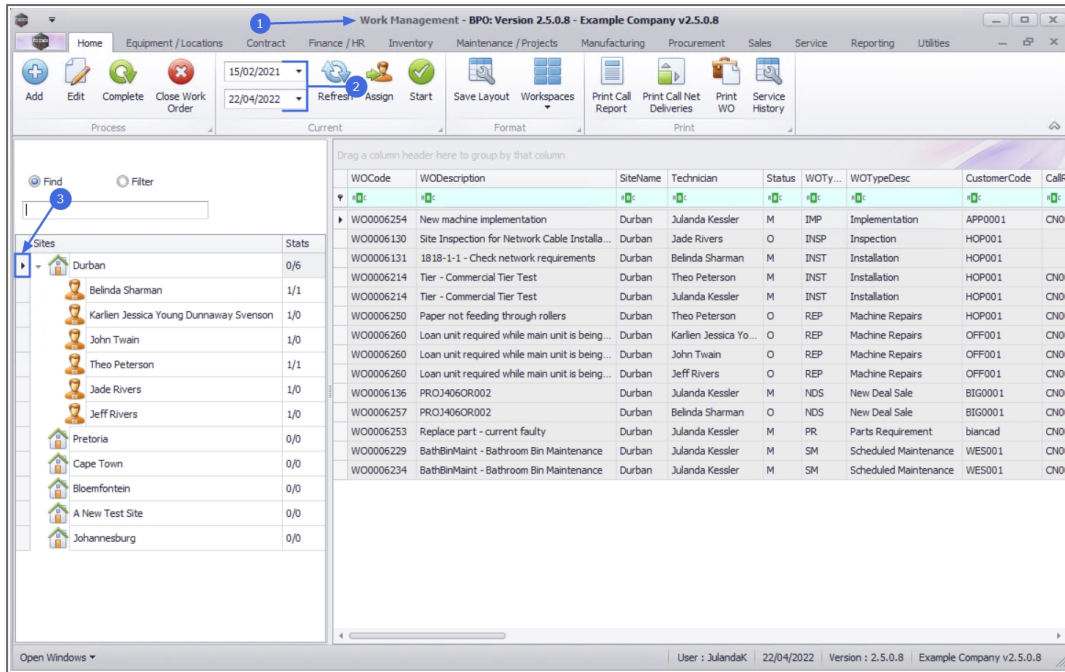 1 Work Management - BPO: Version 2.5.0.8 - Example Company v2.5.0.8
Home Equipment / Locations Contract Finance / HR Inventory Maintenance / Projects Manufacturing Procurement Sales Service Reporting Utilities
15/02/2021
2
22/04/2022
Add Edit Complete Close Work Order Refresh Assign Start Save Layout Workspaces Print Call Report Print Call Net Deliveries Print WO Service History
Process Current Format Print
Drag a column header here to group by that column
Find Filter
3
Sites Stats
Durban 0/6
Belinda Sharman 1/1
Karlien Jessica Young Dunnaway Svenson 1/0
John Twain 1/0
Theo Peterson 1/1
Jade Rivers 1/0
Jeff Rivers 1/0
Pretoria 0/0
Cape Town 0/0
Bloemfontein 0/0
A New Test Site 0/0
Johannesburg 0/0
WOCode WODescription SiteName Technician Status WOTy... WOTypeDesc CustomerCode CallR
WO0006254 New machine implementation Durban Julanda Kessler M IMP Implementation APP0001 CN0
WO0006130 Site Inspection for Network Cable Installa... Durban Jade Rivers O INSP Inspection HOP001
WO0006131 1818-1-1 - Check network requirements Durban Belinda Sharman M INST Installation HOP001
WO0006214 Tier - Commercial Tier Test Durban Theo Peterson M INST Installation HOP001 CN0
WO0006214 Tier - Commercial Tier Test Durban Julanda Kessler M INST Installation HOP001 CN0
WO0006250 Paper not feeding through rollers Durban Theo Peterson O REP Machine Repairs HOP001 CN0
WO0006260 Loan unit required while main unit is being... Durban Karlien Jessica Yo... O REP Machine Repairs OFF001 CN0
WO0006260 Loan unit required while main unit is being... Durban John Twain O REP Machine Repairs OFF001 CN0
WO0006260 Loan unit required while main unit is being... Durban Jeff Rivers O REP Machine Repairs OFF001 CN0
WO0006136 PROJ406OR002 Durban Julanda Kessler M NDS New Deal Sale BIG0001 CN0
WO0006257 PROJ406OR002 Durban Belinda Sharman O NDS New Deal Sale BIG0001 CN0
WO0006253 Replace part - current faulty Durban Julanda Kessler M PR Parts Requirement biancad CN0
WO0006229 BathBinMaint - Bathroom Bin Maintenance Durban Julanda Kessler M SM Scheduled Maintenance WES001 CN0
WO0006234 BathBinMaint - Bathroom Bin Maintenance Durban Julanda Kessler M SM Scheduled Maintenance WES001 CN0
Open Windows User : JulandaK 22/04/2022 Version : 2.5.0.8 Example Company v2.5.0.8